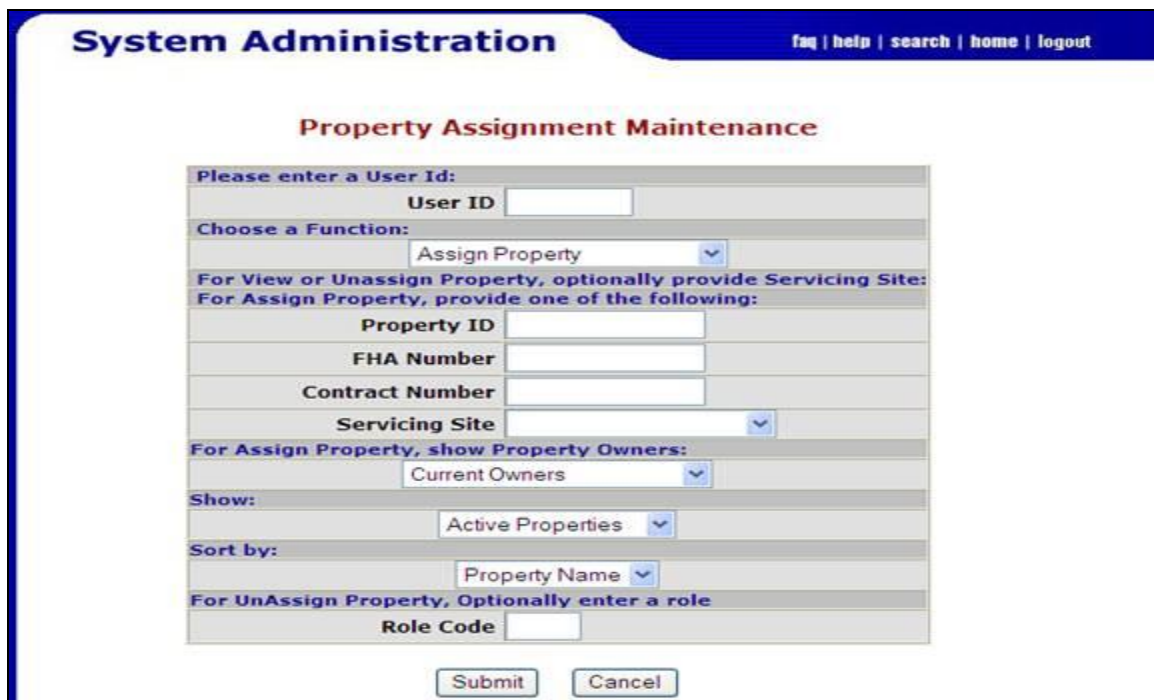 System Administration
faq | help | search | home | logout
Property Assignment Maintenance
Please enter a User Id:
User ID
Choose a Function:
Assign Property
For View or Unassign Property, optionally provide Servicing Site:
For Assign Property, provide one of the following:
Property ID
FHA Number
Contract Number
Servicing Site
For Assign Property, show Property Owners:
Current Owners
Show:
Active Properties
Sort by:
Property Name
For UnAssign Property, Optionally enter a role
Role Code
Submit Cancel